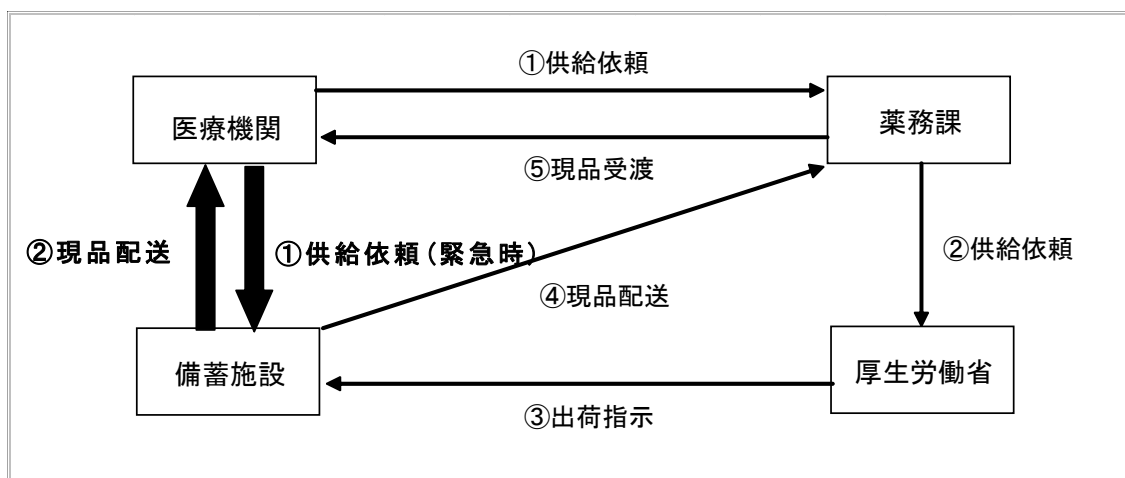 ①供給依頼
医療機関
薬務課
⑤現品受渡
②現品配送
①供給依頼(緊急時)
②供給依頼
④現品配送
備蓄施設
厚生労働省
③出荷指示